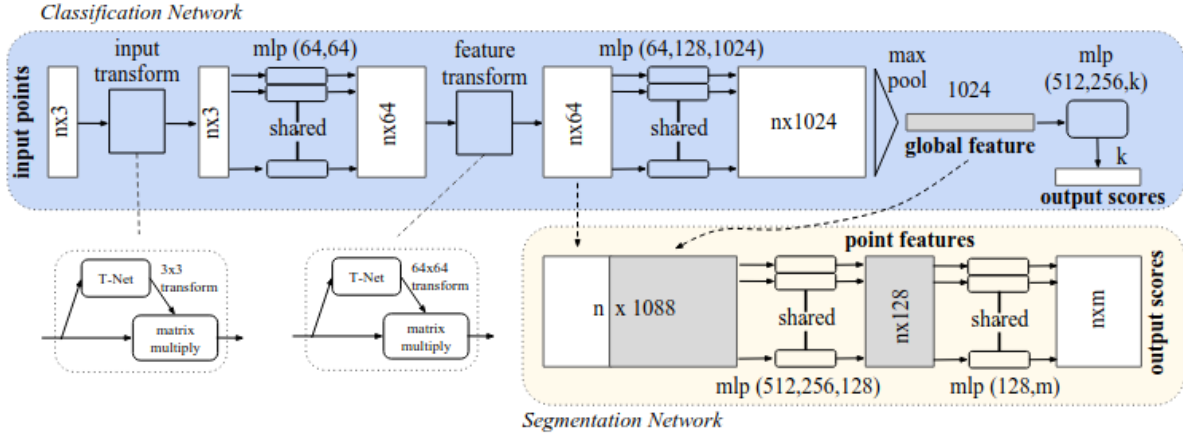 Classification Network
input points
nx3
input
transform
nx3
mlp (64,64)
shared
nx64
feature
transform
nx64
mlp (64,128,1024)
shared
nx1024
max
pool
1024
global feature
mlp
(512,256,k)
k
output scores
T-Net
3x3
transform
matrix
multiply
T-Net
64x64
transform
matrix
multiply
point features
n x 1088
shared
mlp (512,256,128)
nx128
shared
mlp (128,m)
nxm
output scores
Segmentation Network